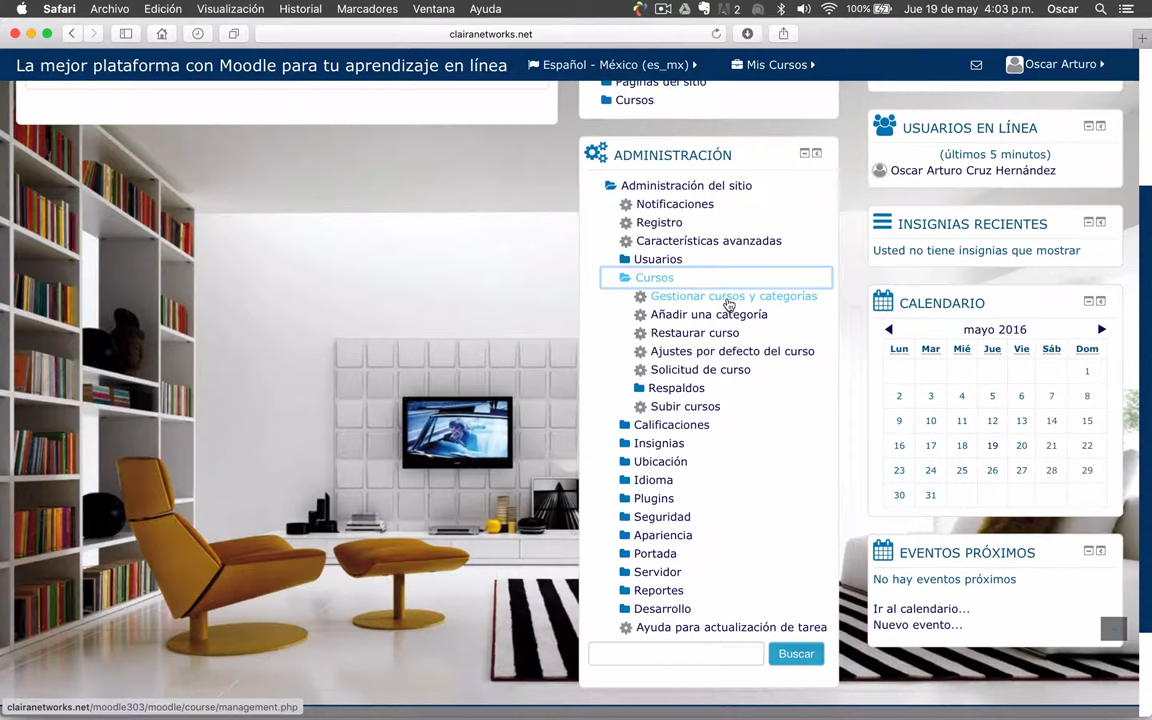 Safari Archivo Edición Visualización Historial Marcadores Ventana Ayuda
2 100% Jue 19 de may 4:03 p.m. Oscar
clairanetworks.net
La mejor plataforma con Moodle para tu aprendizaje en línea
Español - México (es_mx)
Mis Cursos
Oscar Arturo
Páginas del sitio
Cursos
ADMINISTRACIÓN
Administración del sitio
Notificaciones
Registro
Características avanzadas
Usuarios
Cursos
Gestionar cursos y categorías
Añadir una categoría
Restaurar curso
Ajustes por defecto del curso
Solicitud de curso
Respaldos
Subir cursos
Calificaciones
Insignias
Ubicación
Idioma
Plugins
Seguridad
Apariencia
Portada
Servidor
Reportes
Desarrollo
Ayuda para actualización de tarea
Buscar
USUARIOS EN LÍNEA
(últimos 5 minutos)
Oscar Arturo Cruz Hernández
INSIGNIAS RECIENTES
Usted no tiene insignias que mostrar
CALENDARIO
mayo 2016
Lun Mar Mié Jue Vie Sáb Dom
1
2 3 4 5 6 7 8
9 10 11 12 13 14 15
16 17 18 19 20 21 22
23 24 25 26 27 28 29
30 31
EVENTOS PRÓXIMOS
No hay eventos próximos
Ir al calendario...
Nuevo evento...
clairanetworks.net/moodle303/moodle/course/management.php